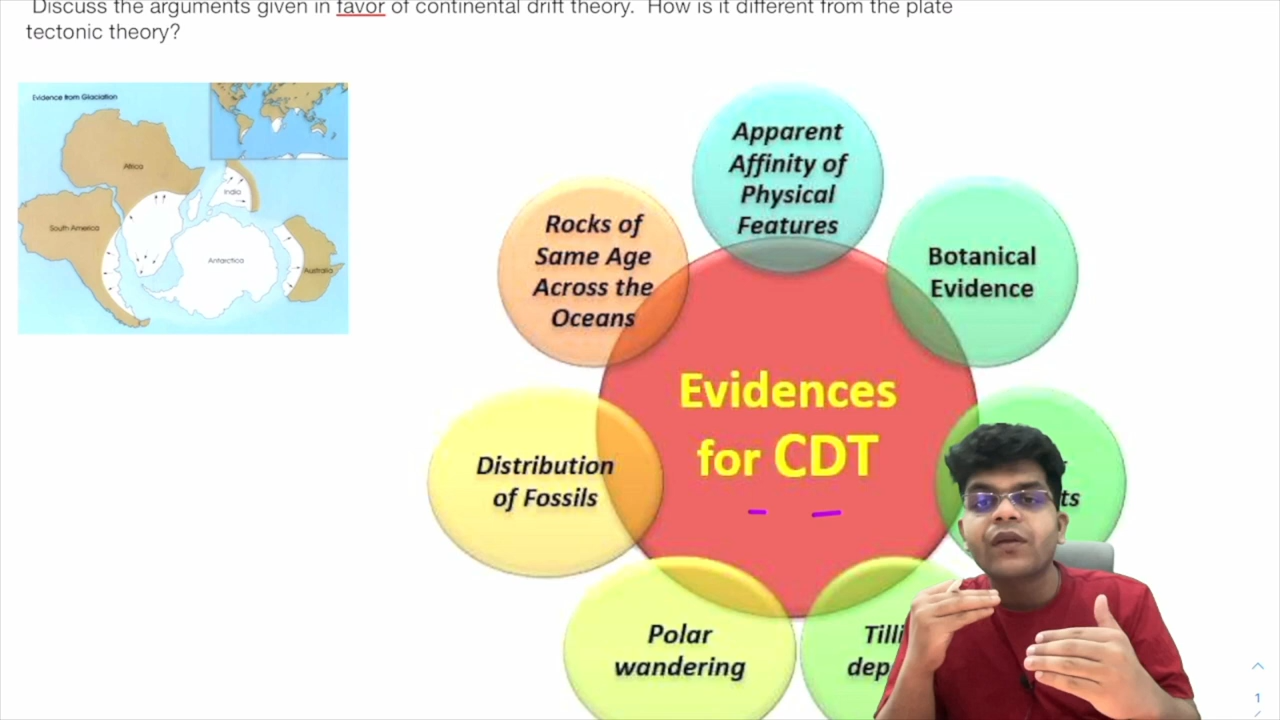 Discuss the arguments given in favor of continental drift theory. How is it different from the plate
tectonic theory?
Evidence from Glaciation
Africa
India
South America
Antarctica
Australia
Apparent
Affinity of
Physical
Features
Rocks of
Same Age
Across the
Oceans
Botanical
Evidence
Evidences
for CDT
Distribution
of Fossils
Polar
wandering
1